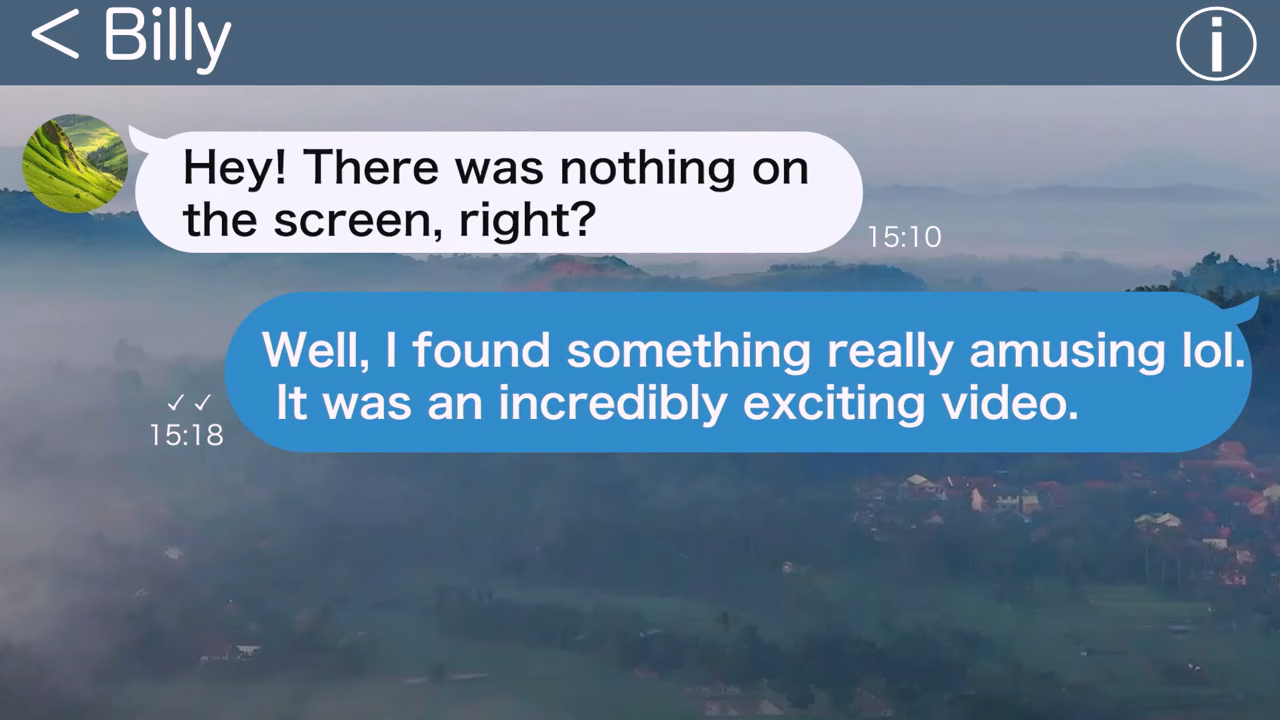 < Billy
Hey! There was nothing on
the screen, right?
15:10
Well, I found something really amusing lol.
It was an incredibly exciting video.
✓✓
15:18